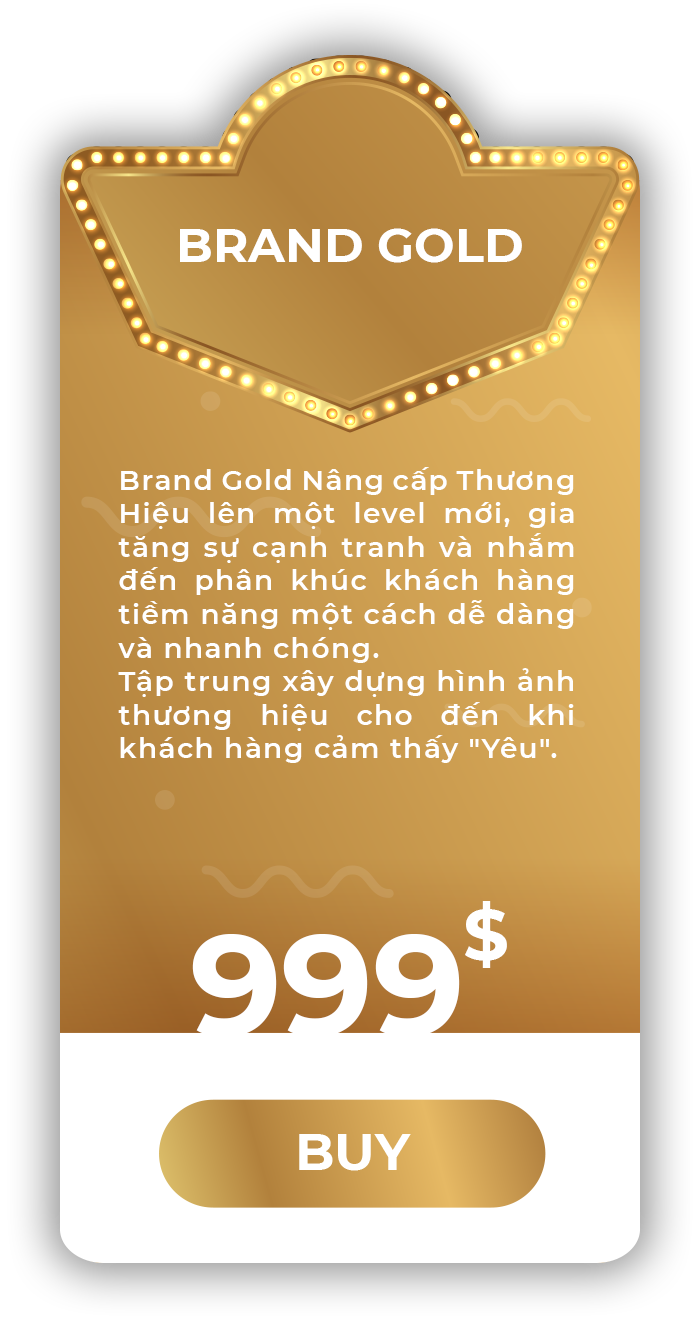 BRAND GOLD
Brand Gold Nâng cấp Thương
Hiệu lên một level mới, gia
tăng sự cạnh tranh và nhắm
đến phân khúc khách hàng
tiềm năng một cách dễ dàng
và nhanh chóng.
Tập trung xây dựng hình ảnh
thương hiệu cho đến khi
khách hàng cảm thấy "Yêu".
999$
BUY